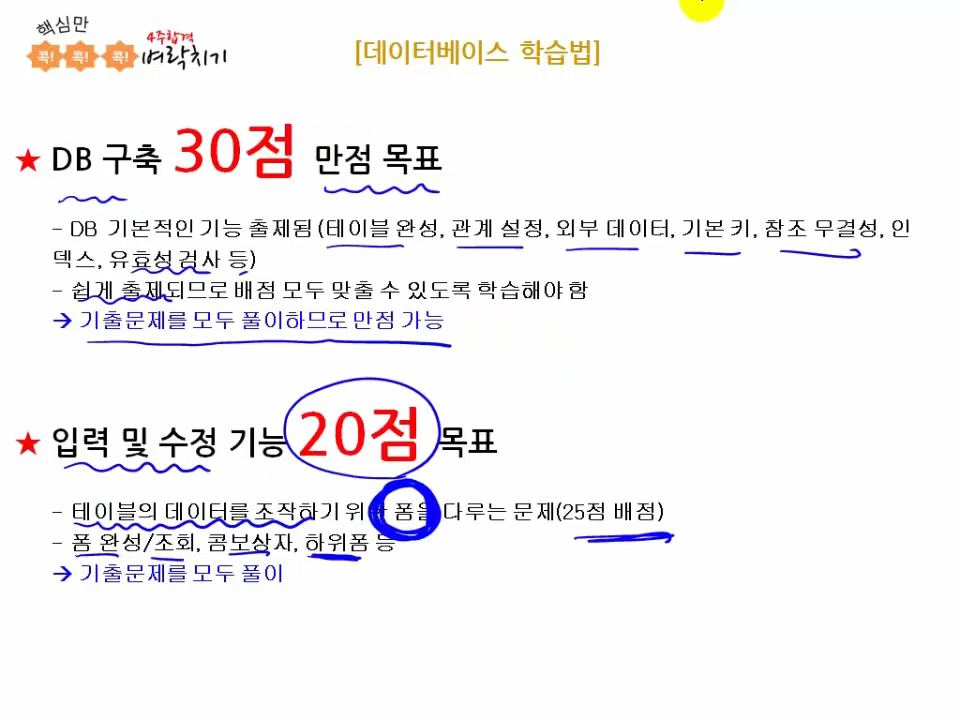 핵심만
콕! 콕! 콕! 4주합격 벼락치기
[데이터베이스 학습법]
★ DB 구축 30점 만점 목표
- DB 기본적인 기능 출제됨(테이블 완성, 관계 설정, 외부 데이터, 기본 키, 참조 무결성, 인
덱스, 유효성 검사 등)
- 쉽게 출제되므로 배점 모두 맞출 수 있도록 학습해야 함
→ 기출문제를 모두 풀이하므로 만점 가능
★ 입력 및 수정 기능 20점 목표
- 테이블의 데이터를 조작하기 위한 폼을 다루는 문제(25점 배점)
- 폼 완성/조회, 콤보상자, 하위폼 등
→ 기출문제를 모두 풀이